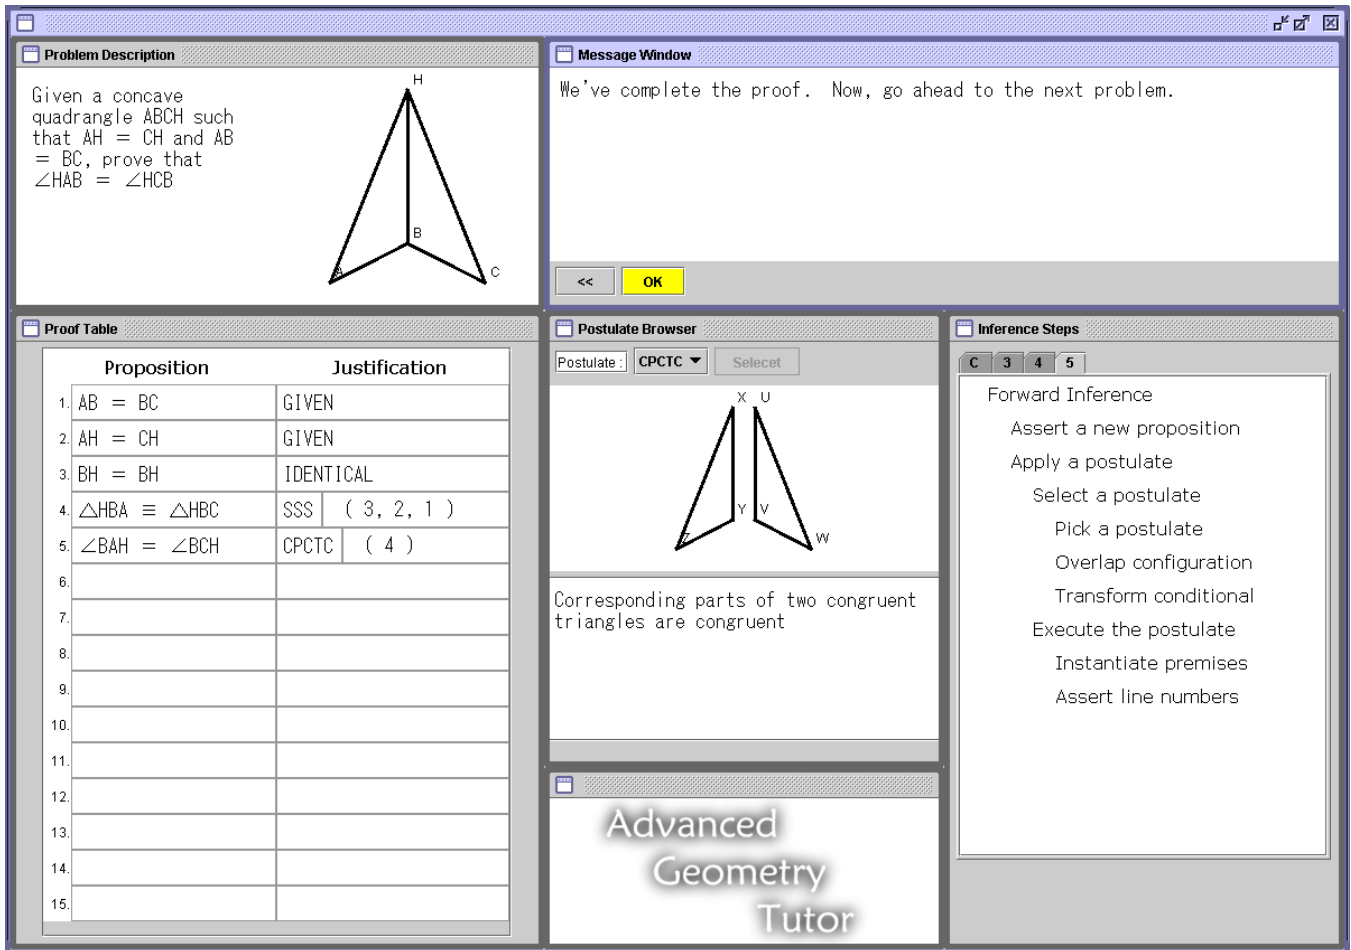 Problem Description
Given a concave
quadrangle ABCH such
that AH = CH and AB
= BC, prove that
∠HAB = ∠HCB
H
B
A
C
Message Window
We've complete the proof. Now, go ahead to the next problem.
<< OK
Proof Table
Proposition Justification
1. AB = BC GIVEN
2. AH = CH GIVEN
3. BH = BH IDENTICAL
4. △HBA ≡ △HBC SSS ( 3, 2, 1 )
5. ∠BAH = ∠BCH CPCTC ( 4 )
6.
7.
8.
9.
10.
11.
12.
13.
14.
15.
Postulate Browser
Postulate : CPCTC Selecet
X U
Y V
Z W
Corresponding parts of two congruent
triangles are congruent
Advanced
Geometry
Tutor
Inference Steps
C 3 4 5
Forward Inference
Assert a new proposition
Apply a postulate
Select a postulate
Pick a postulate
Overlap configuration
Transform conditional
Execute the postulate
Instantiate premises
Assert line numbers